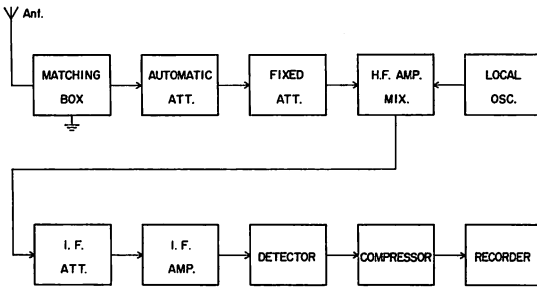 Ant.
MATCHING
BOX
AUTOMATIC
ATT.
FIXED
ATT.
H.F. AMP.
MIX.
LOCAL
OSC.
I. F.
ATT.
I. F.
AMP.
DETECTOR
COMPRESSOR
RECORDER